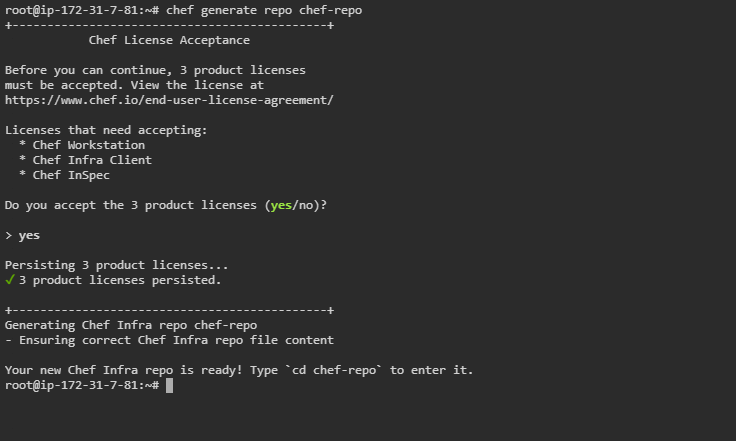 root@ip-172-31-7-81:~# chef generate repo chef-repo
+---------------------------------------------+
Chef License Acceptance
Before you can continue, 3 product licenses
must be accepted. View the license at
https://www.chef.io/end-user-license-agreement/
Licenses that need accepting:
* Chef Workstation
* Chef Infra Client
* Chef InSpec
Do you accept the 3 product licenses (yes/no)?
> yes
Persisting 3 product licenses...
✓ 3 product licenses persisted.
+---------------------------------------------+
Generating Chef Infra repo chef-repo
- Ensuring correct Chef Infra repo file content
Your new Chef Infra repo is ready! Type `cd chef-repo` to enter it.
root@ip-172-31-7-81:~#